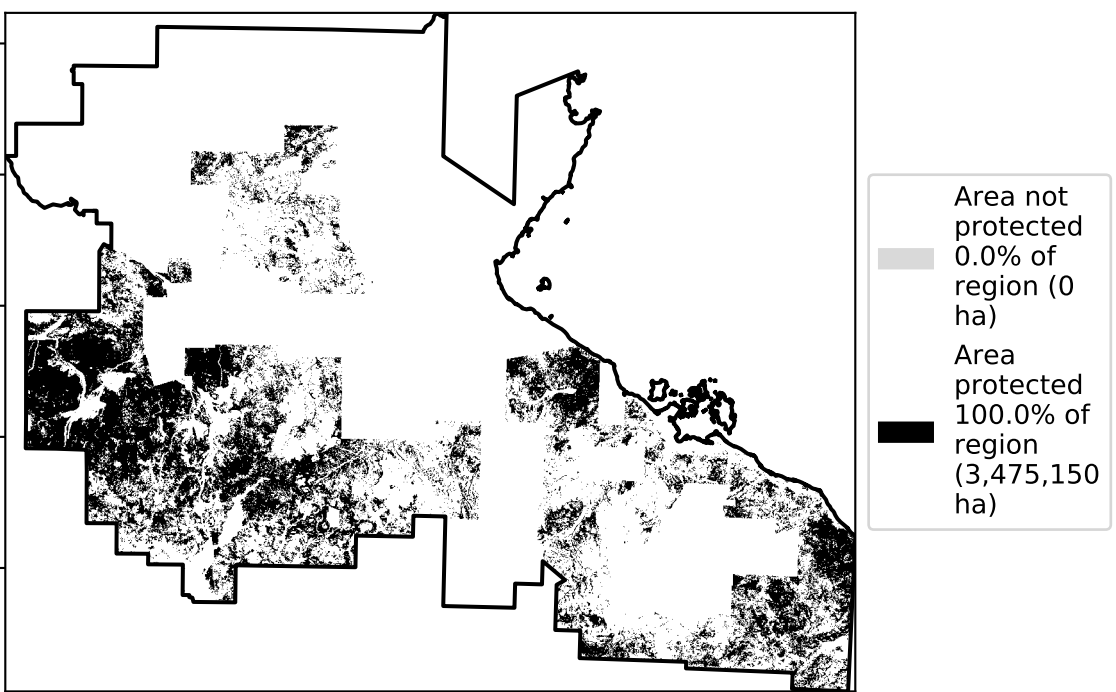 Area not
protected
0.0% of
region (0
ha)
Area
protected
100.0% of
region
(3,475,150
ha)